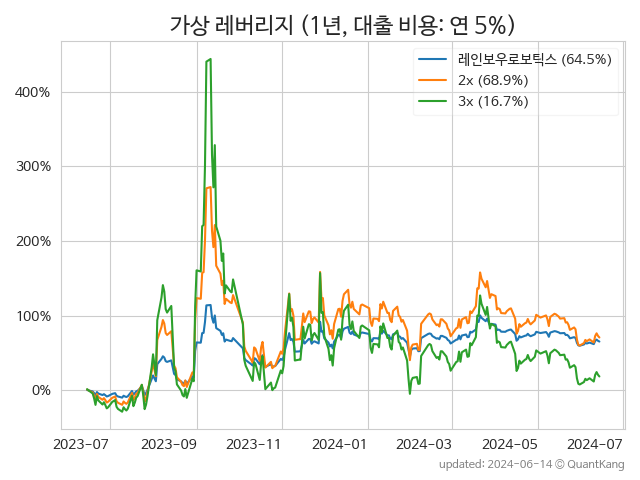 가상 레버리지 (1년, 대출 비용: 연 5%)
레인보우로보틱스 (64.5%)
2x (68.9%)
3x (16.7%)
400%
300%
200%
100%
0%
2023-07
2023-09
2023-11
2024-01
2024-03
2024-05
2024-07
updated: 2024-06-14 © QuantKang